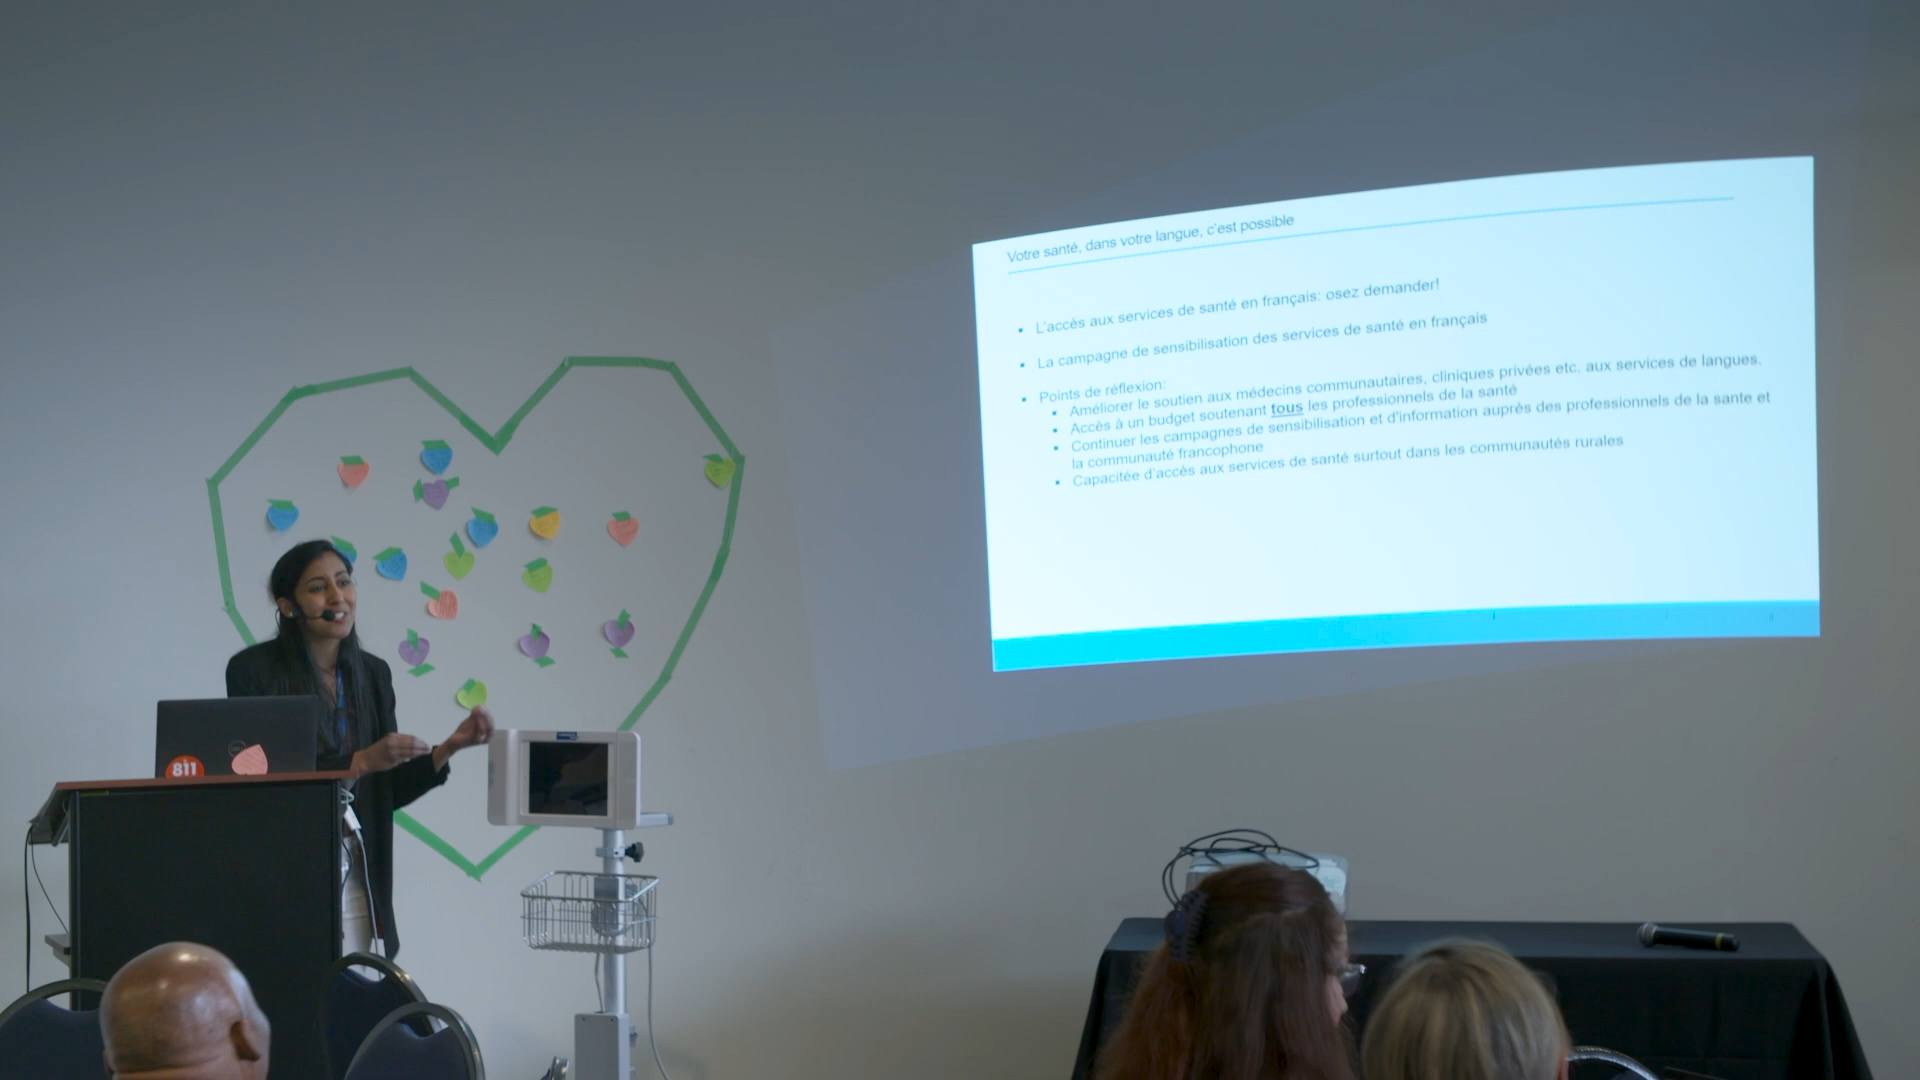 Votre santé, dans votre langue, c'est possible
▪ L'accès aux services de santé en français: osez demander!
▪ La campagne de sensibilisation des services de santé en français
▪ Points de réflexion:
▪ Améliorer le soutien aux médecins communautaires, cliniques privées etc. aux services de langues.
▪ Accès à un budget soutenant tous les professionnels de la santé
▪ Continuer les campagnes de sensibilisation et d'information auprès des professionnels de la sante et
la communauté francophone
▪ Capacitée d'accès aux services de santé surtout dans les communautés rurales
811